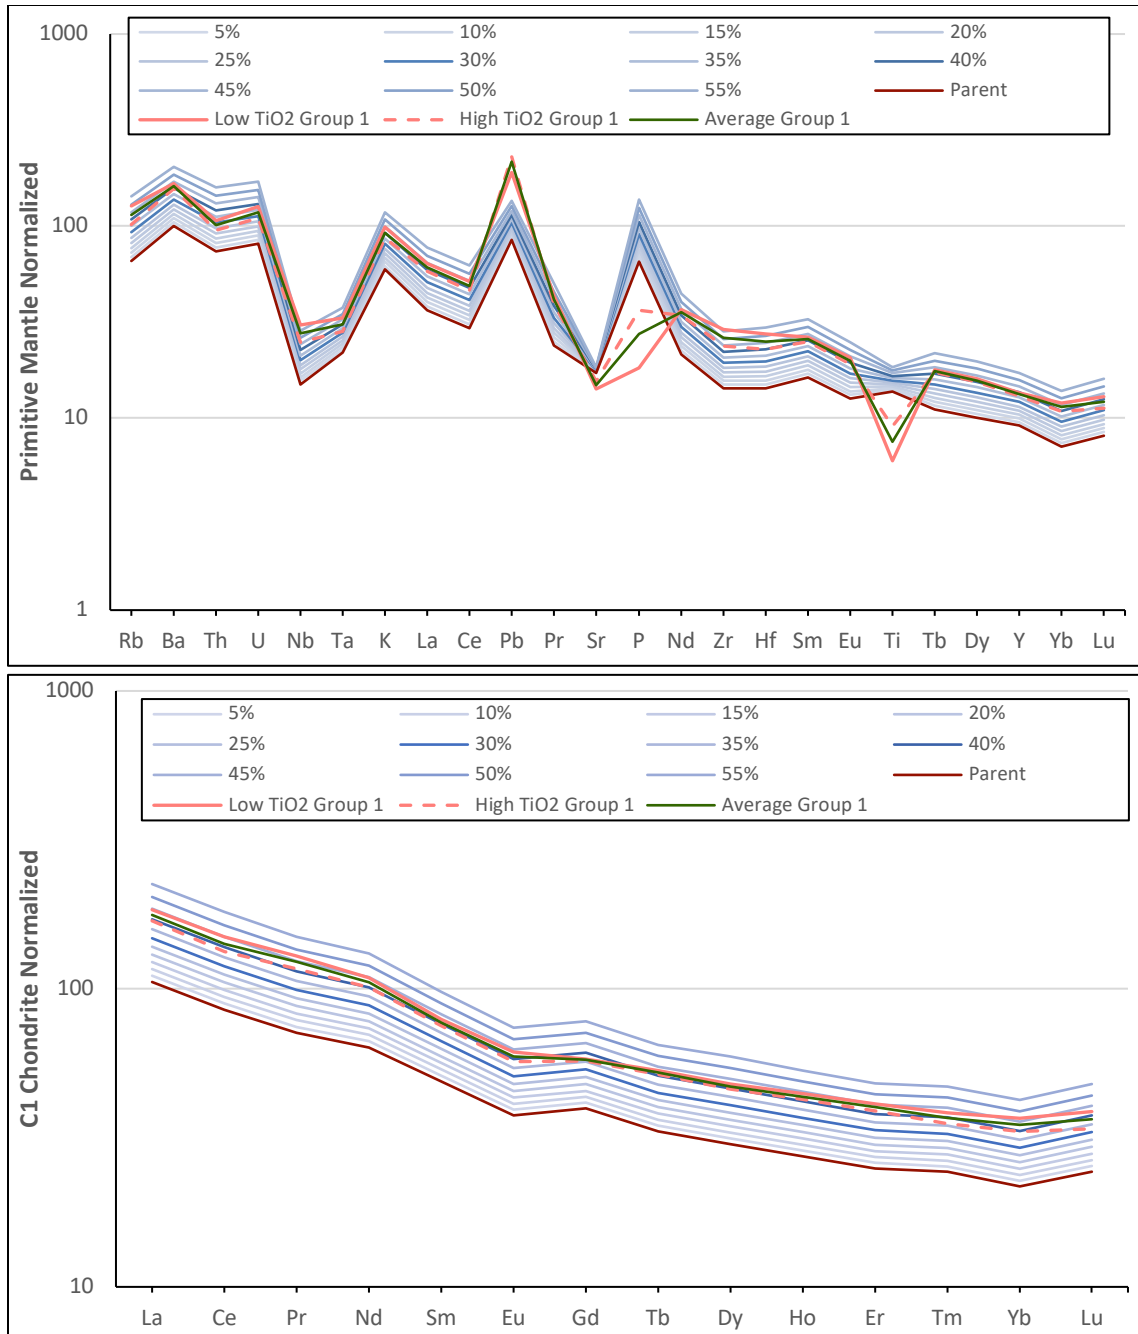 1000
5% 10% 15% 20%
25% 30% 35% 40%
45% 50% 55% Parent
Low TiO2 Group 1 High TiO2 Group 1 Average Group 1
Primitive Mantle Normalized
100
10
1
Rb Ba Th U Nb Ta K La Ce Pb Pr Sr P Nd Zr Hf Sm Eu Ti Tb Dy Y Yb Lu
1000
5% 10% 15% 20%
25% 30% 35% 40%
45% 50% 55% Parent
Low TiO2 Group 1 High TiO2 Group 1 Average Group 1
C1 Chondrite Normalized
100
10
La Ce Pr Nd Sm Eu Gd Tb Dy Ho Er Tm Yb Lu